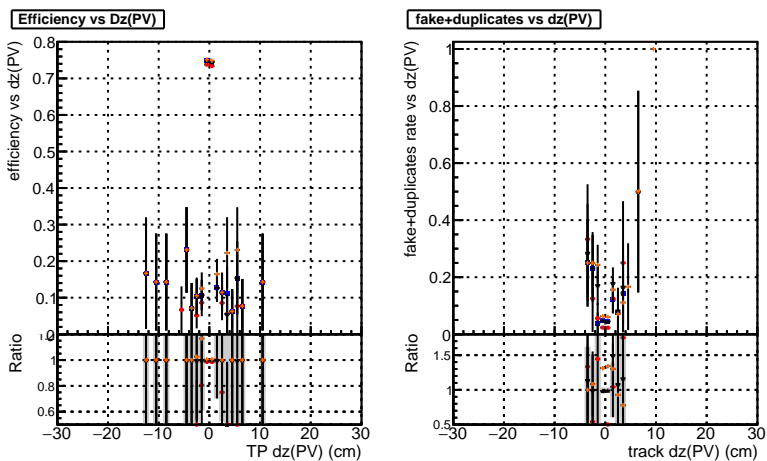 Efficiency vs Dz(PV)
efficiency vs dz(PV)
0.8
0.7
0.6
0.5
0.4
0.3
0.2
0.1
0
Ratio
1
0.8
0.6
−30 −20 −10 0 10 20 30
TP dz(PV) (cm)
fake+duplicates vs dz(PV)
fake+duplicates rate vs dz(PV)
1
0.8
0.6
0.4
0.2
0
Ratio
1.5
1
0.5
−30 −20 −10 0 10 20 30
track dz(PV) (cm)